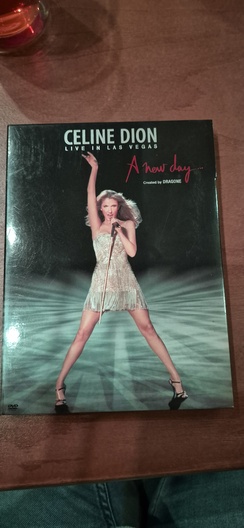 CELINE DION
LIVE IN LAS VEGAS
A new day...
Created by DRAGONE
DVD